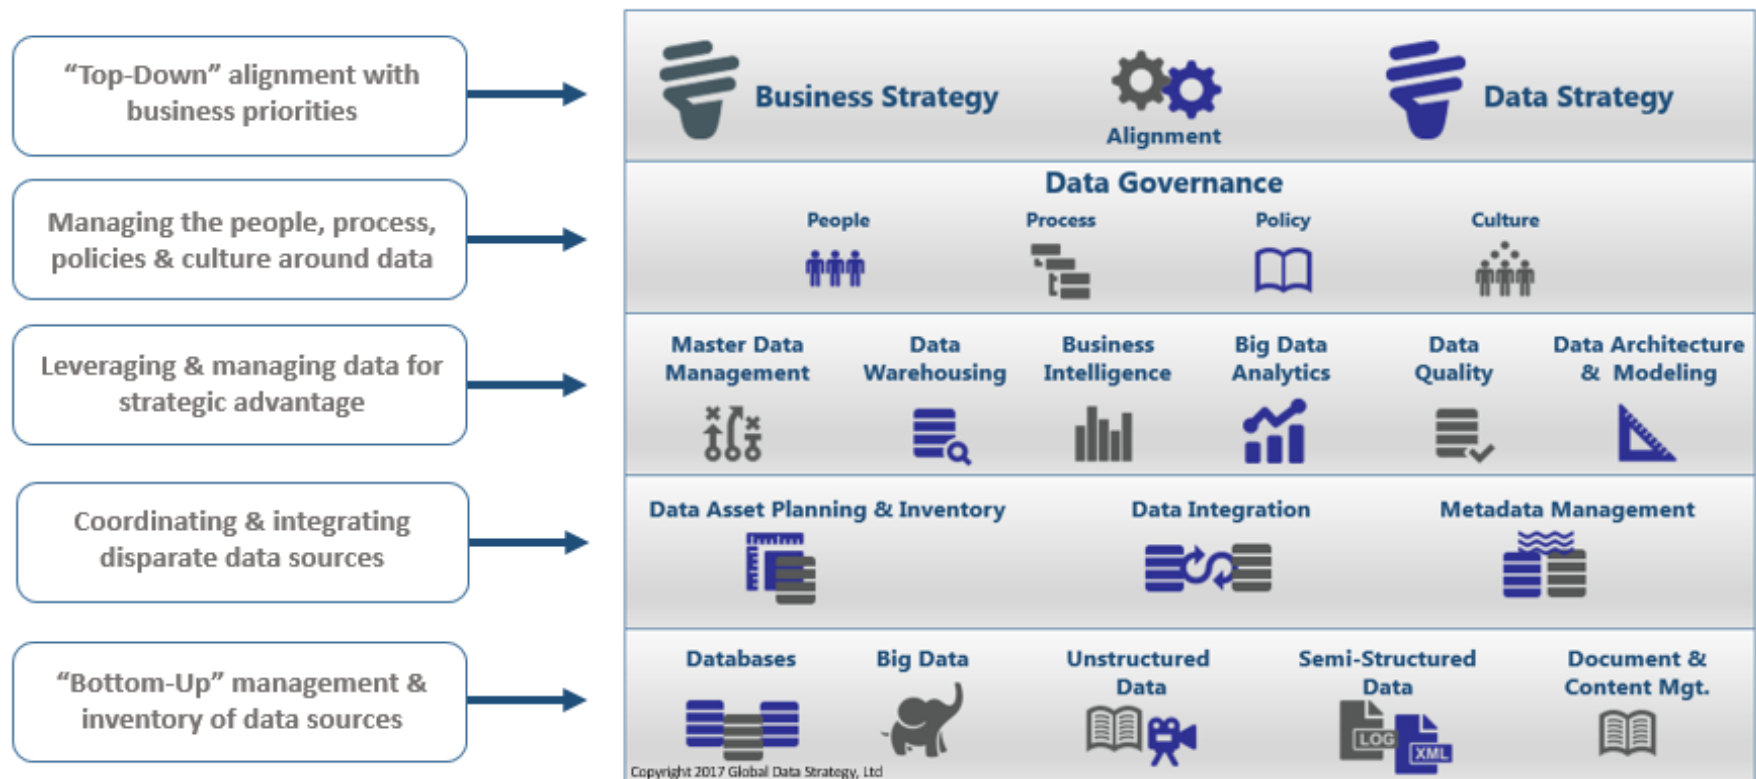 “Top-Down” alignment with
business priorities
Business Strategy
Alignment
Data Strategy
Managing the people, process,
policies & culture around data
Data Governance
People
Process
Policy
Culture
Leveraging & managing data for
strategic advantage
Master Data
Management
Data
Warehousing
Business
Intelligence
Big Data
Analytics
Data
Quality
Data Architecture
& Modeling
Coordinating & integrating
disparate data sources
Data Asset Planning & Inventory
Data Integration
Metadata Management
“Bottom-Up” management &
inventory of data sources
Databases
Big Data
Unstructured
Data
Semi-Structured
Data
LOG
XML
Document &
Content Mgt.
Copyright 2017 Global Data Strategy, Ltd